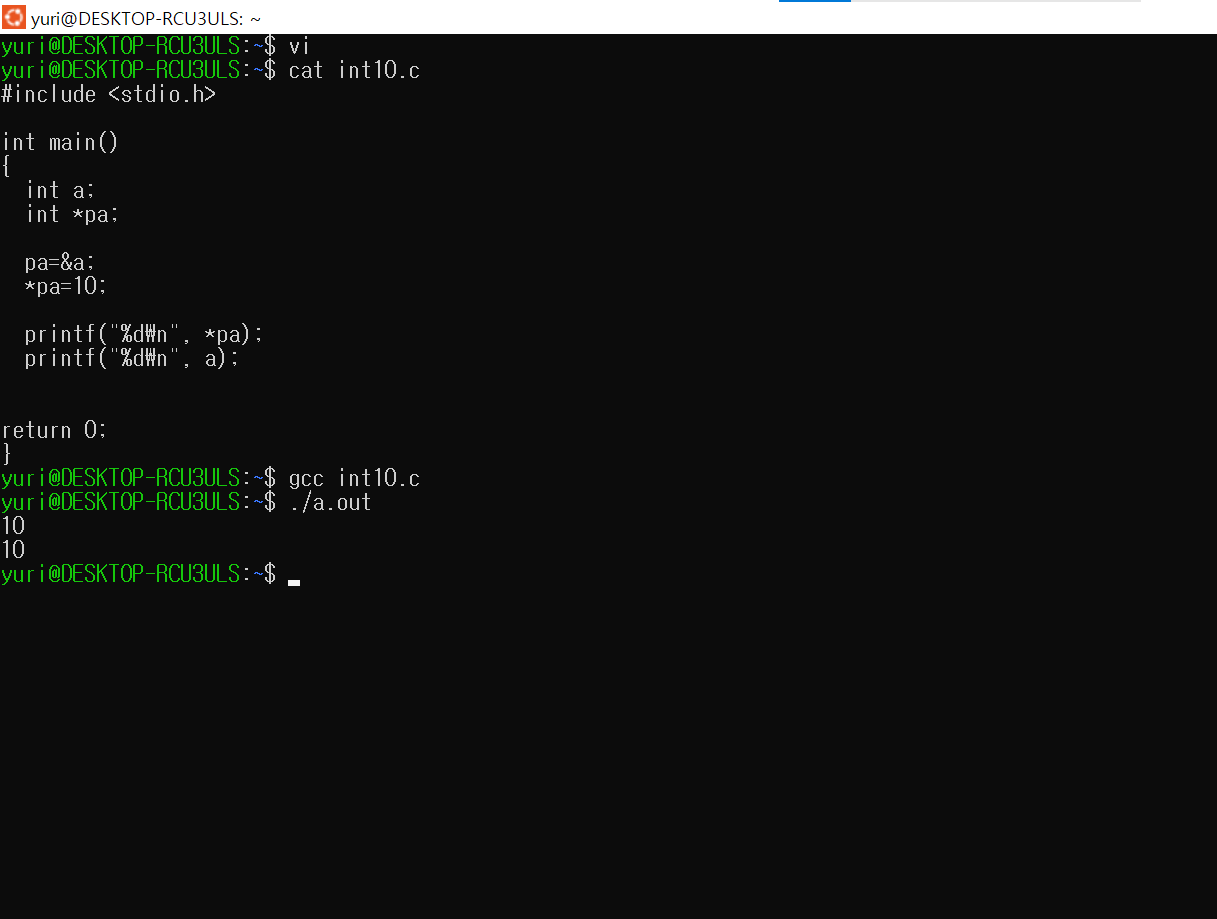 yuri@DESKTOP-RCU3ULS: ~
yuri@DESKTOP-RCU3ULS:~$ vi
yuri@DESKTOP-RCU3ULS:~$ cat int10.c
#include <stdio.h>
int main()
{
  int a;
  int *pa;
  pa=&a;
  *pa=10;
  printf("%d₩n", *pa);
  printf("%d₩n", a);
return 0;
}
yuri@DESKTOP-RCU3ULS:~$ gcc int10.c
yuri@DESKTOP-RCU3ULS:~$ ./a.out
10
10
yuri@DESKTOP-RCU3ULS:~$